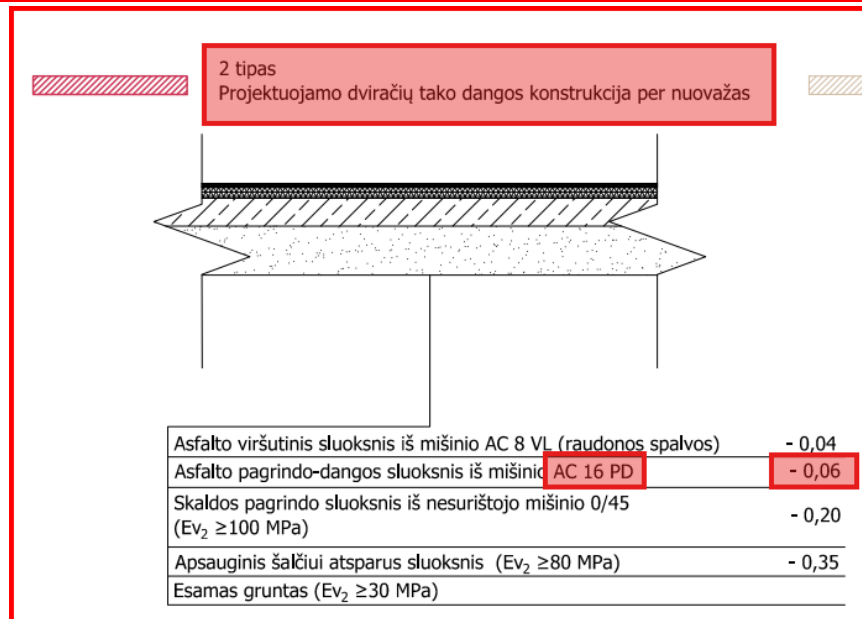 2 tipas
Projektuojamo dviračių tako dangos konstrukcija per nuovažas
Asfalto viršutinis sluoksnis iš mišinio AC 8 VL (raudonos spalvos) - 0,04
Asfalto pagrindo-dangos sluoksnis iš mišinio AC 16 PD - 0,06
Skaldos pagrindo sluoksnis iš nesurištojo mišinio 0/45
(Ev₂ ≥100 MPa) - 0,20
Apsauginis šalčiui atsparus sluoksnis (Ev₂ ≥80 MPa) - 0,35
Esamas gruntas (Ev₂ ≥30 MPa)